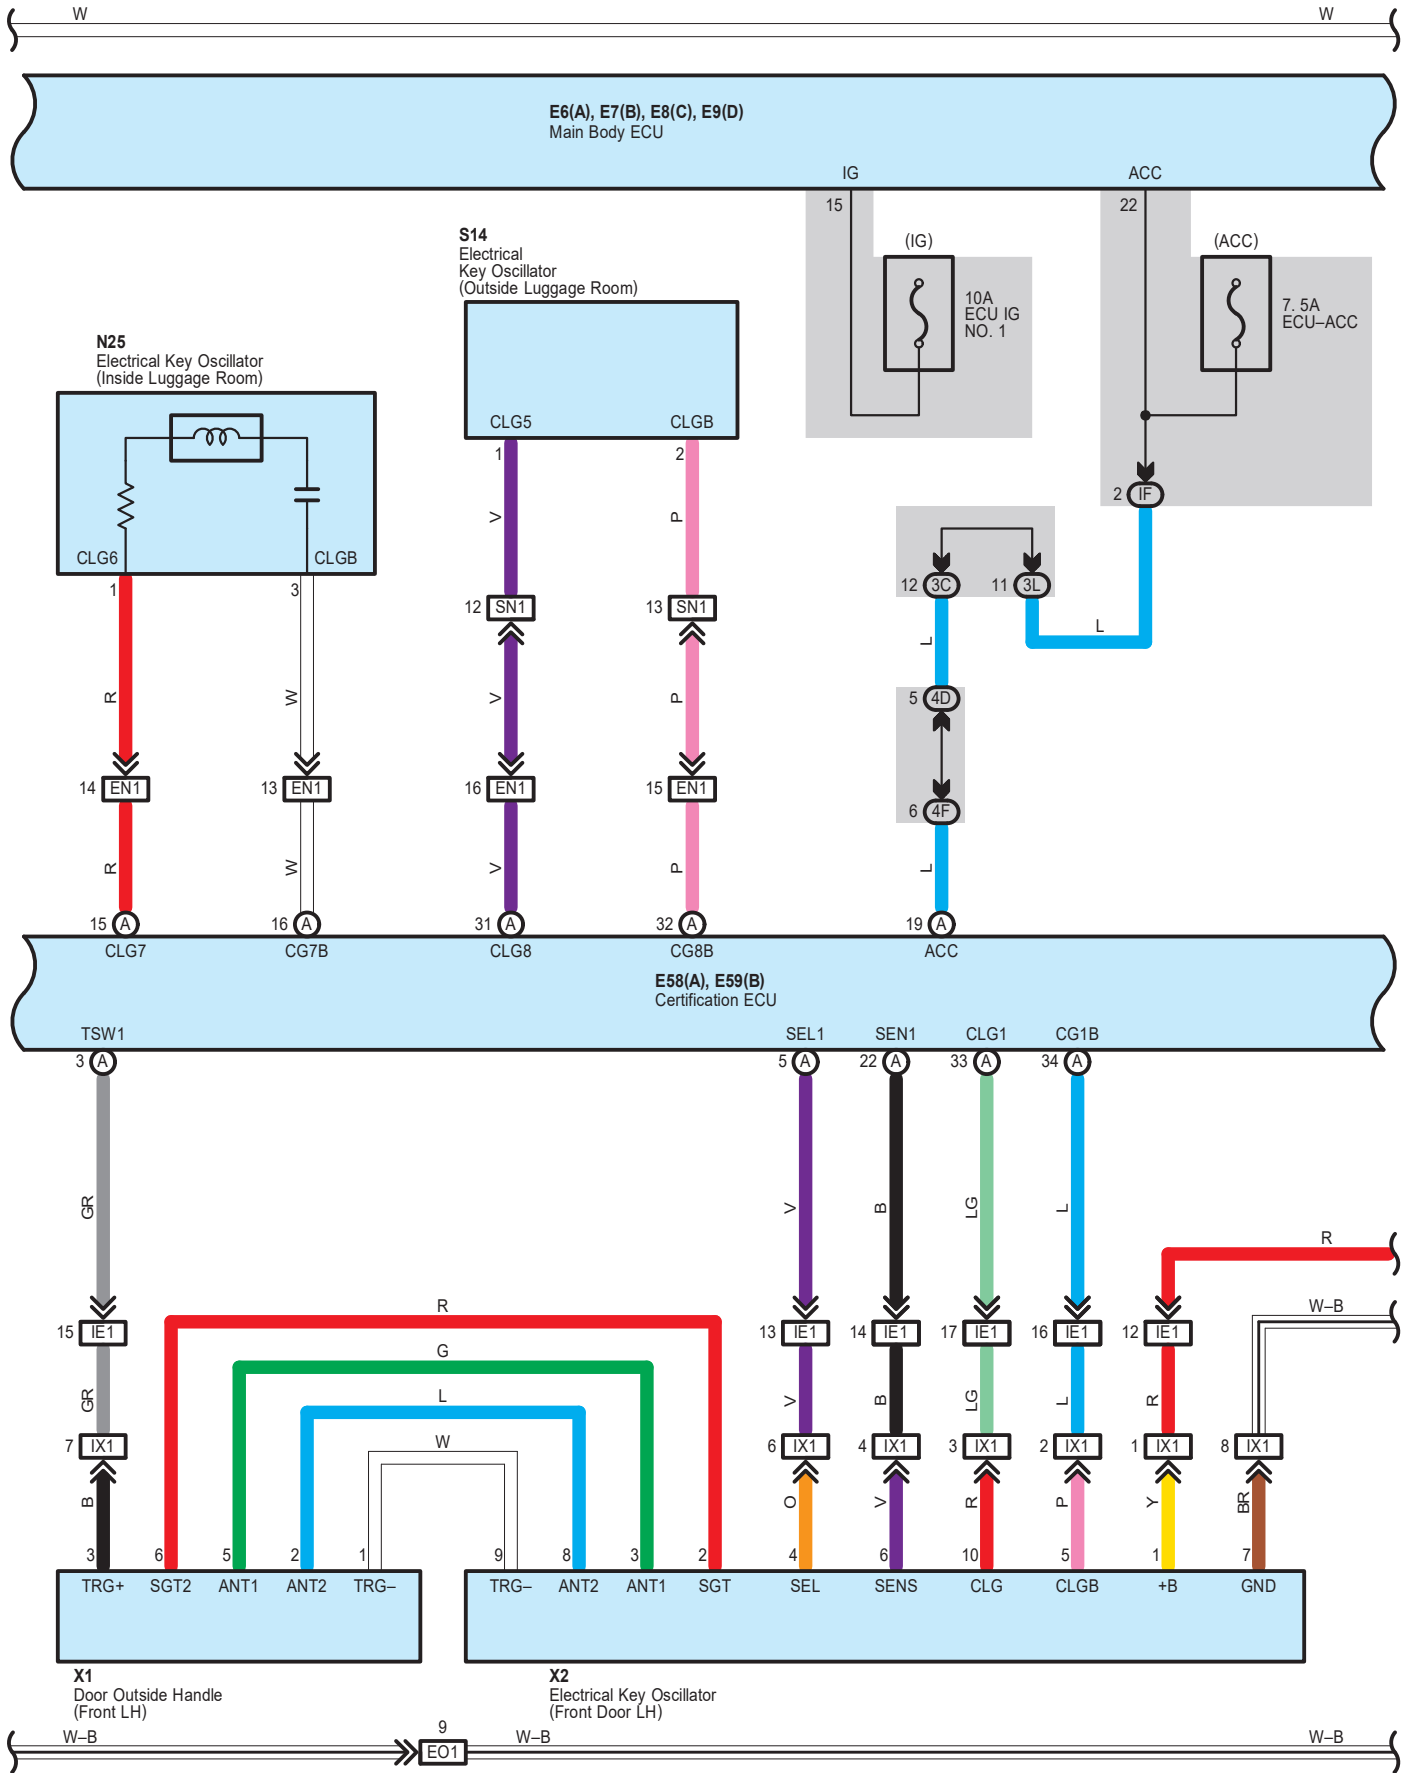 W W
E6(A), E7(B), E8(C), E9(D)
Main Body ECU
IG ACC
15 22
S14
Electrical
Key Oscillator
(Outside Luggage Room)
(IG) (ACC)
10A
ECU IG
NO. 1
7. 5A
ECU–ACC
N25
Electrical Key Oscillator
(Inside Luggage Room)
CLG5 CLGB
1 2
2 IF
CLG6 CLGB
1 3
V P
12 3C 11 3L
12 SN1 13 SN1
L
L
R W V P
5 4D
14 EN1 13 EN1 16 EN1 15 EN1
6 4F
R W V P L
15 A 16 A 31 A 32 A 19 A
CLG7 CG7B CLG8 CG8B ACC
E58(A), E59(B)
Certification ECU
TSW1 SEL1 SEN1 CLG1 CG1B
3 A 5 A 22 A 33 A 34 A
GR V B LG L
R
W–B
R
15 IE1 13 IE1 14 IE1 17 IE1 16 IE1 12 IE1
G
GR L V B LG L R
W
7 IX1 6 IX1 4 IX1 3 IX1 2 IX1 1 IX1 8 IX1
B O V R P Y BR
3 6 5 2 1 9 8 3 2 4 6 10 5 1 7
TRG+ SGT2 ANT1 ANT2 TRG– TRG– ANT2 ANT1 SGT SEL SENS CLG CLGB +B GND
X1
Door Outside Handle
(Front LH)
X2
Electrical Key Oscillator
(Front Door LH)
W–B 9 W–B W–B
EO1